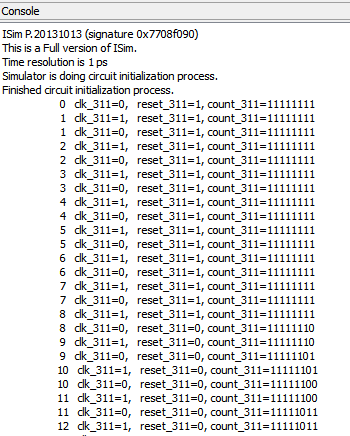 Console
ISim P.20131013 (signature 0x7708f090)
This is a Full version of ISim.
Time resolution is 1 ps
Simulator is doing circuit initialization process.
Finished circuit initialization process.
0 clk_311=0, reset_311=1, count_311=11111111
1 clk_311=1, reset_311=1, count_311=11111111
1 clk_311=0, reset_311=1, count_311=11111111
2 clk_311=1, reset_311=1, count_311=11111111
2 clk_311=0, reset_311=1, count_311=11111111
3 clk_311=1, reset_311=1, count_311=11111111
3 clk_311=0, reset_311=1, count_311=11111111
4 clk_311=1, reset_311=1, count_311=11111111
4 clk_311=0, reset_311=1, count_311=11111111
5 clk_311=1, reset_311=1, count_311=11111111
5 clk_311=0, reset_311=1, count_311=11111111
6 clk_311=1, reset_311=1, count_311=11111111
6 clk_311=0, reset_311=1, count_311=11111111
7 clk_311=1, reset_311=1, count_311=11111111
7 clk_311=0, reset_311=1, count_311=11111111
8 clk_311=1, reset_311=1, count_311=11111111
8 clk_311=0, reset_311=0, count_311=11111110
9 clk_311=1, reset_311=0, count_311=11111110
9 clk_311=0, reset_311=0, count_311=11111101
10 clk_311=1, reset_311=0, count_311=11111101
10 clk_311=0, reset_311=0, count_311=11111100
11 clk_311=1, reset_311=0, count_311=11111100
11 clk_311=0, reset_311=0, count_311=11111011
12 clk_311=1, reset_311=0, count_311=11111011